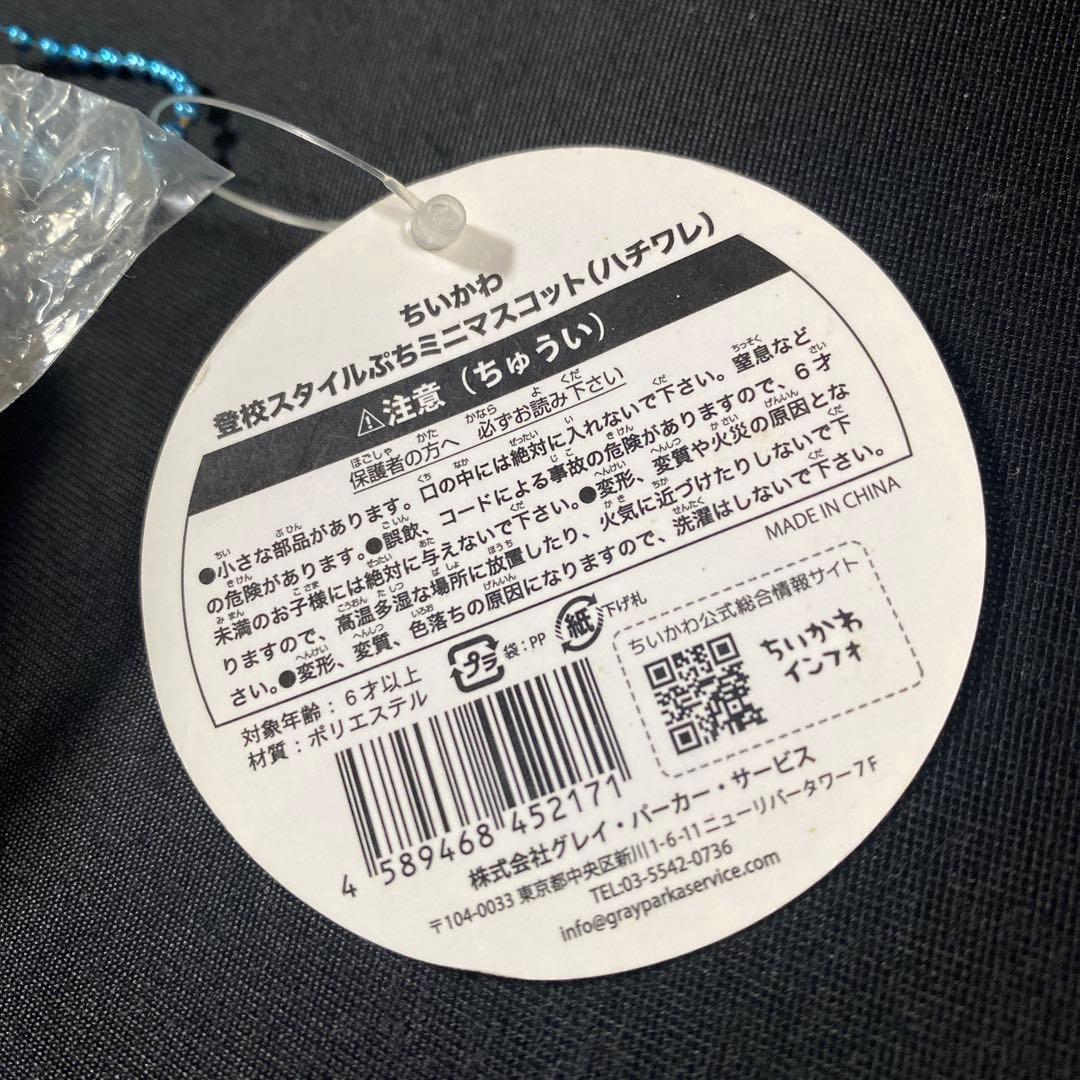 ちいかわ
登校スタイルぷちミニマスコット(ハチワレ)
⚠注意(ちゅうい)
保護者の方へ 必ずお読み下さい
●小さな部品があります。口の中には絶対に入れないで下さい。窒息など
の危険があります。●誤飲、コードによる事故の危険がありますので、6才
未満のお子様には絶対に与えないで下さい。●変形、変質や火災の原因とな
りますので、高温多湿な場所に放置したり、火気に近づけたりしないで下
さい。●変形、変質、色落ちの原因になりますので、洗濯はしないで下さい。
対象年齢：6才以上
材質：ポリエステル
MADE IN CHINA
プラ 袋：PP 紙 下げ札
ちいかわ公式総合情報サイト
ちいかわ
インフォ
4 589468 452171
株式会社グレイ・パーカー・サービス
〒104-0033 東京都中央区新川1-6-11 ニューリバータワー7F
TEL:03-5542-0736
info@grayparkaservice.com